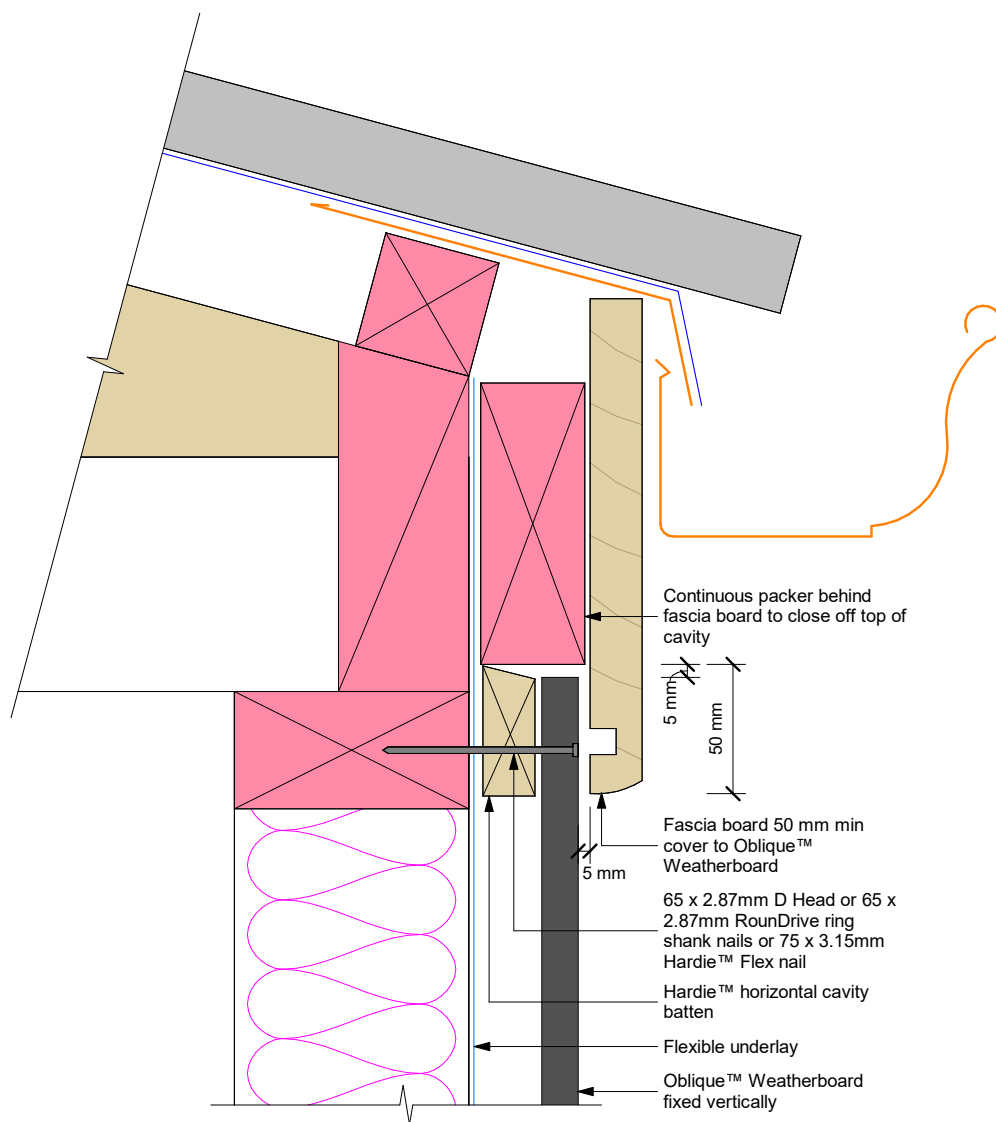 Continuous packer behind
fascia board to close off top of
cavity
5 mm
50 mm
Fascia board 50 mm min
cover to Oblique™
Weatherboard
5 mm
65 x 2.87mm D Head or 65 x
2.87mm RounDrive ring
shank nails or 75 x 3.15mm
Hardie™ Flex nail
Hardie™ horizontal cavity
batten
Flexible underlay
Oblique™ Weatherboard
fixed vertically